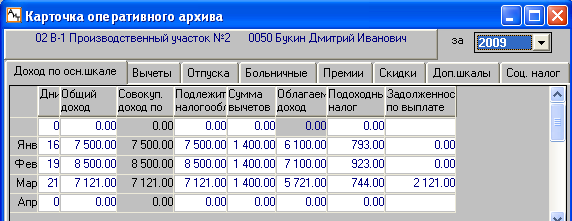 Карточка оперативного архива
02 В-1 Производственный участок №2 0050 Букин Дмитрий Иванович за 2009
Доход по осн.шкале Вычеты Отпуска Больничные Премии Скидки Доп.шкалы Соц. налог
Дни Общий доход Совокуп. доход по Подлежит налогообл Сумма вычетов Облагаем доход Подоходны налог Задолженнос по выплате
0 0.00 0.00 0.00 0.00 0.00 0.00 0.00
Янв 16 7 500.00 7 500.00 7 500.00 1 400.00 6 100.00 793.00 0.00
Фев 19 8 500.00 8 500.00 8 500.00 1 400.00 7 100.00 923.00 0.00
Мар 21 7 121.00 7 121.00 7 121.00 1 400.00 5 721.00 744.00 2 121.00
Апр 0 0.00 0.00 0.00 0.00 0.00 0.00 0.00